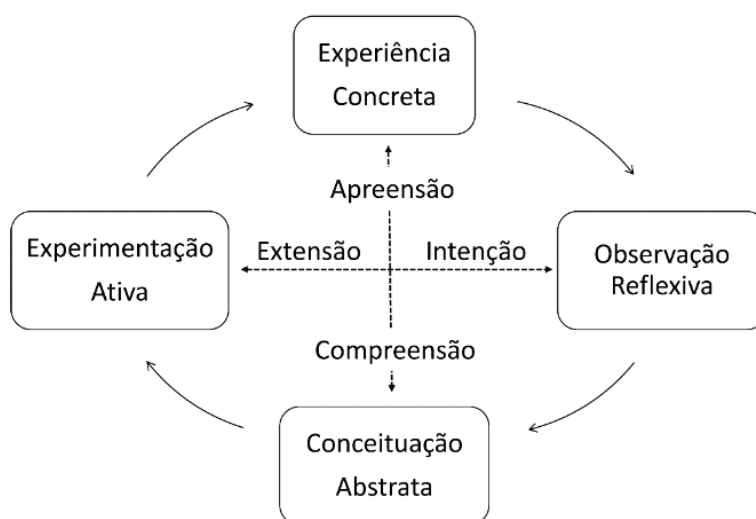 Experiência
Concreta
Apreensão
Experimentação
Ativa
Extensão
Intenção
Observação
Reflexiva
Compreensão
Conceituação
Abstrata